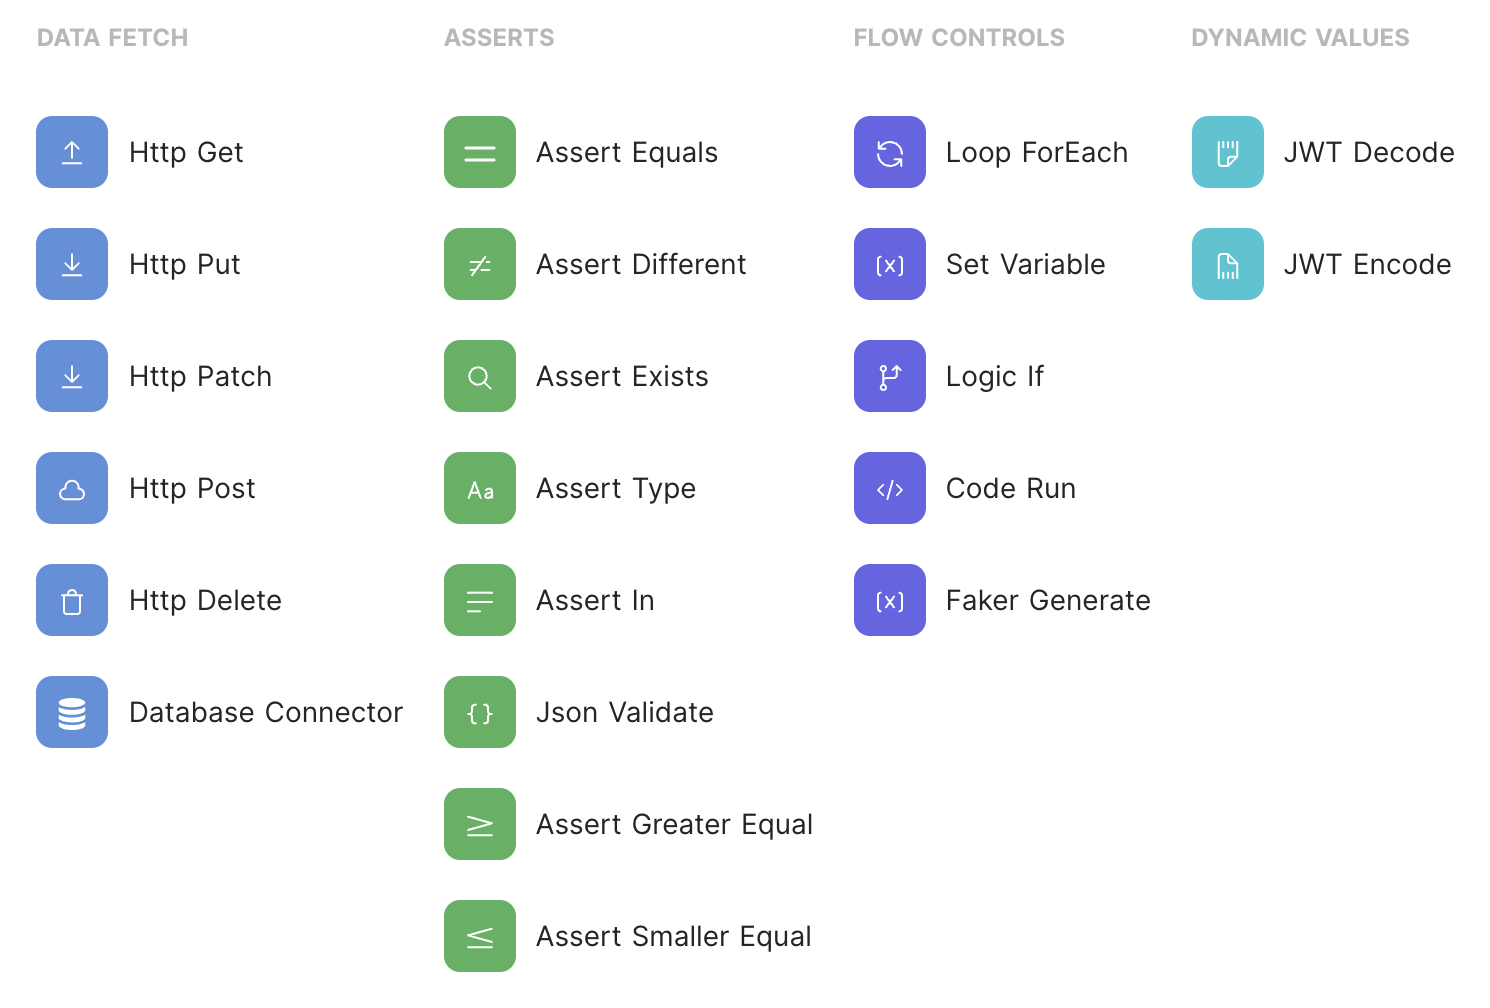 DATA FETCH
Http Get
Http Put
Http Patch
Http Post
Http Delete
Database Connector
ASSERTS
Assert Equals
Assert Different
Assert Exists
Aa
Assert Type
Assert In
{} Json Validate
≥ Assert Greater Equal
≤ Assert Smaller Equal
FLOW CONTROLS
Loop ForEach
[x] Set Variable
Logic If
</> Code Run
[x] Faker Generate
DYNAMIC VALUES
JWT Decode
JWT Encode